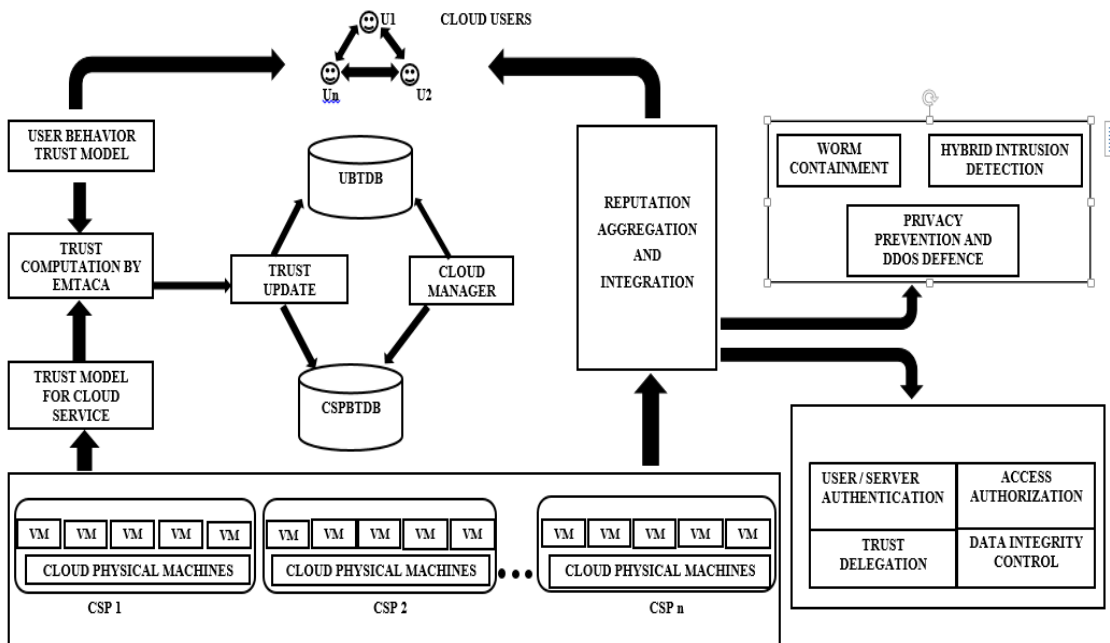 U1
CLOUD USERS
Un
U2
USER BEHAVIOR
TRUST MODEL
UBTDB
TRUST
COMPUTATION BY
EMTACA
TRUST
UPDATE
CLOUD
MANAGER
TRUST MODEL
FOR CLOUD
SERVICE
CSPBTDB
REPUTATION
AGGREGATION
AND
INTEGRATION
WORM
CONTAINMENT
HYBRID INTRUSION
DETECTION
PRIVACY
PREVENTION AND
DDOS DEFENCE
USER / SERVER
AUTHENTICATION
ACCESS
AUTHORIZATION
TRUST
DELEGATION
DATA INTEGRITY
CONTROL
VM VM VM VM VM
CLOUD PHYSICAL MACHINES
CSP 1
VM VM VM VM VM
CLOUD PHYSICAL MACHINES
CSP 2
VM VM VM VM VM
CLOUD PHYSICAL MACHINES
CSP n